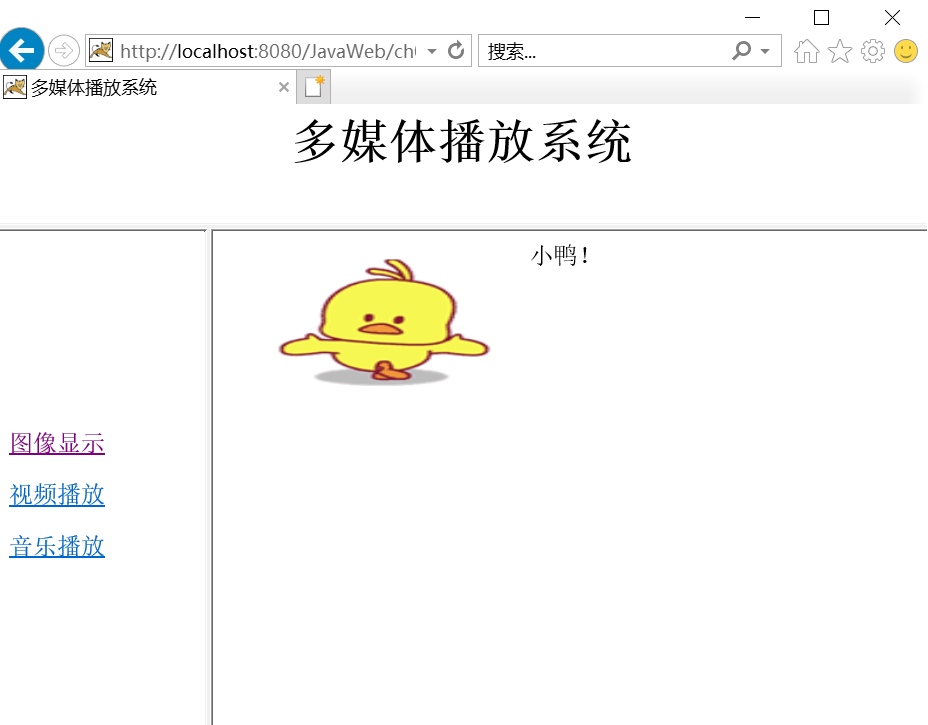 http://localhost:8080/JavaWeb/ch
搜索...
多媒体播放系统
多媒体播放系统
小鸭！
图像显示
视频播放
音乐播放